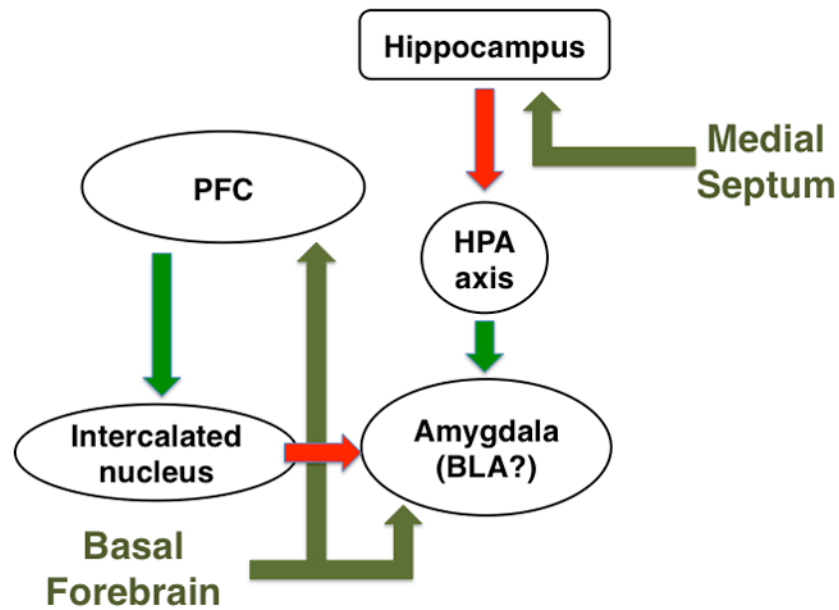 Hippocampus
Medial
Septum
PFC
HPA
axis
Intercalated
nucleus
Amygdala
(BLA?)
Basal
Forebrain